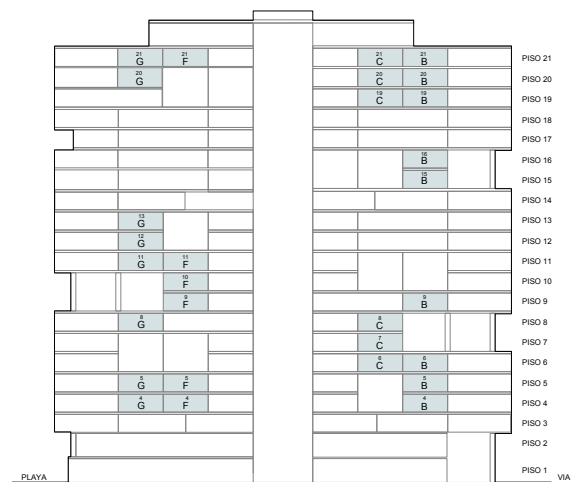 21 21 21 21
G F C B PISO 21
20 20 20
G C B PISO 20
19 19
C B PISO 19
PISO 18
PISO 17
16
B PISO 16
15
B PISO 15
PISO 14
13
G PISO 13
12
G PISO 12
11 11
G F PISO 11
10
F PISO 10
9 9
F B PISO 9
8 8
G C PISO 8
7
C PISO 7
6 6
C B PISO 6
5 5 5
G F B PISO 5
4 4 4
G F B PISO 4
PISO 3
PISO 2
PISO 1
PLAYA VIA